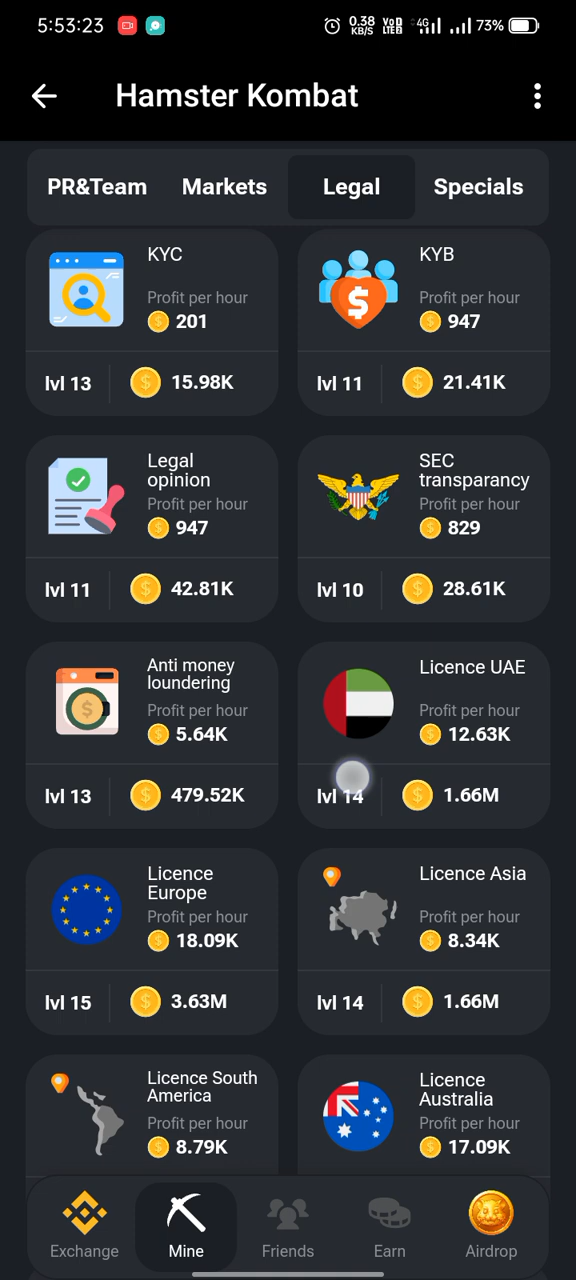 5:53:23
0.38 KB/S
4G
73%
Hamster Kombat
PR&Team
Markets
Legal
Specials
KYC
Profit per hour
201
lvl 13
15.98K
KYB
Profit per hour
947
lvl 11
21.41K
Legal
opinion
Profit per hour
947
lvl 11
42.81K
SEC
transparancy
Profit per hour
829
lvl 10
28.61K
Anti money
loundering
Profit per hour
5.64K
lvl 13
479.52K
Licence UAE
Profit per hour
12.63K
lvl 14
1.66M
Licence
Europe
Profit per hour
18.09K
lvl 15
3.63M
Licence Asia
Profit per hour
8.34K
lvl 14
1.66M
Licence South
America
Profit per hour
8.79K
Licence
Australia
Profit per hour
17.09K
Exchange
Mine
Friends
Earn
Airdrop